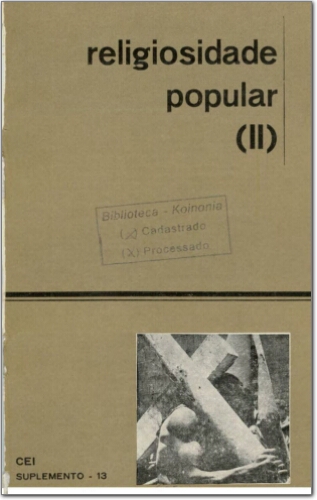 religiosidade
popular
(II)
Biblioteca - Koinonia
(x) Cadastrado
(X) Processado
CEI
SUPLEMENTO - 13